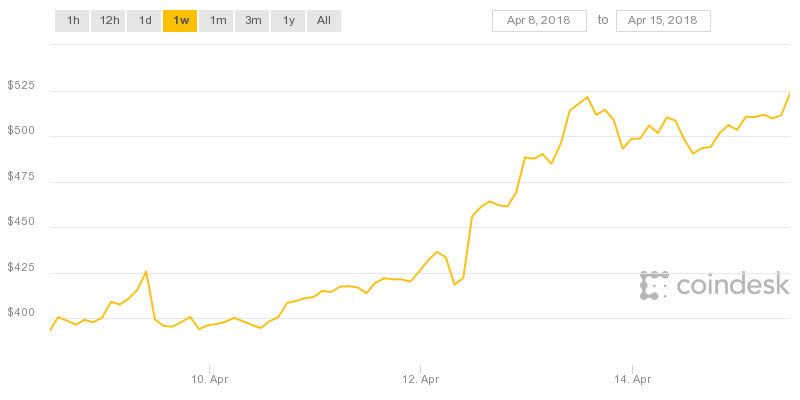 1h 12h 1d 1w 1m 3m 1y All Apr 8, 2018 to Apr 15, 2018
$525
$500
$475
$450
$425
coindesk
$400
10. Apr 12. Apr 14. Apr